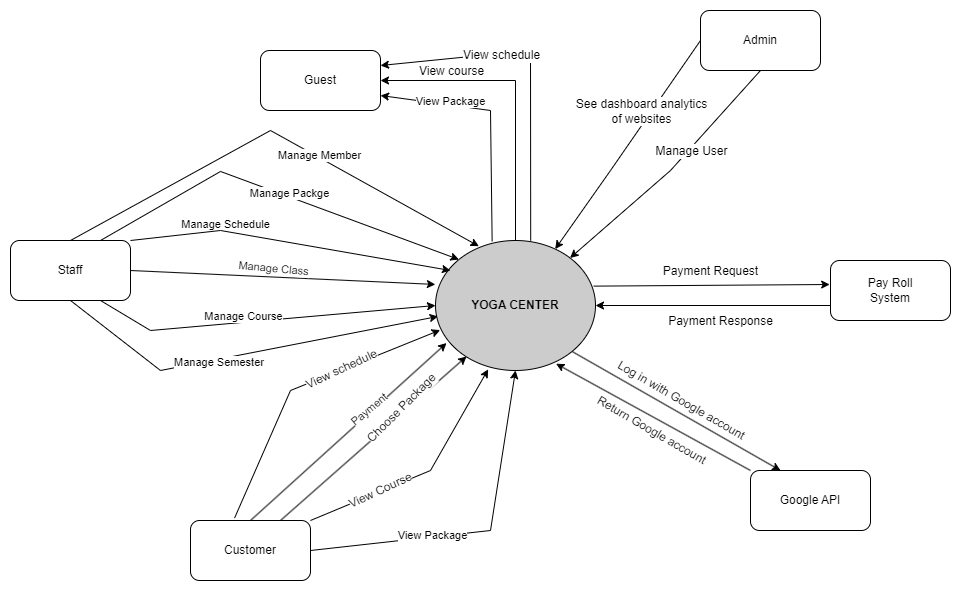 Admin
View schedule
Guest
View course
View Package
See dashboard analytics
of websites
Manage User
Manage Member
Manage Packge
Manage Schedule
Staff
Manage Class
Manage Course
Manage Semester
YOGA CENTER
Payment Request
Pay Roll
System
Payment Response
View schedule
Payment
Choose Package
View Course
View Package
Customer
Log in with Google account
Return Google account
Google API